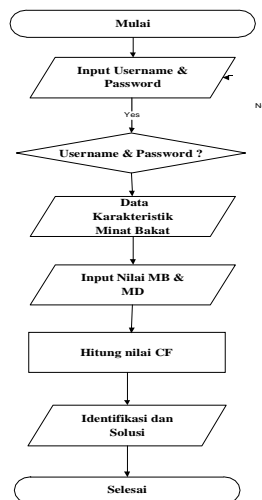 Mulai
Input Username &
Password
N
Yes
Username & Password ?
Data
Karakteristik
Minat Bakat
Input Nilai MB &
MD
Hitung nilai CF
Identifikasi dan
Solusi
Selesai